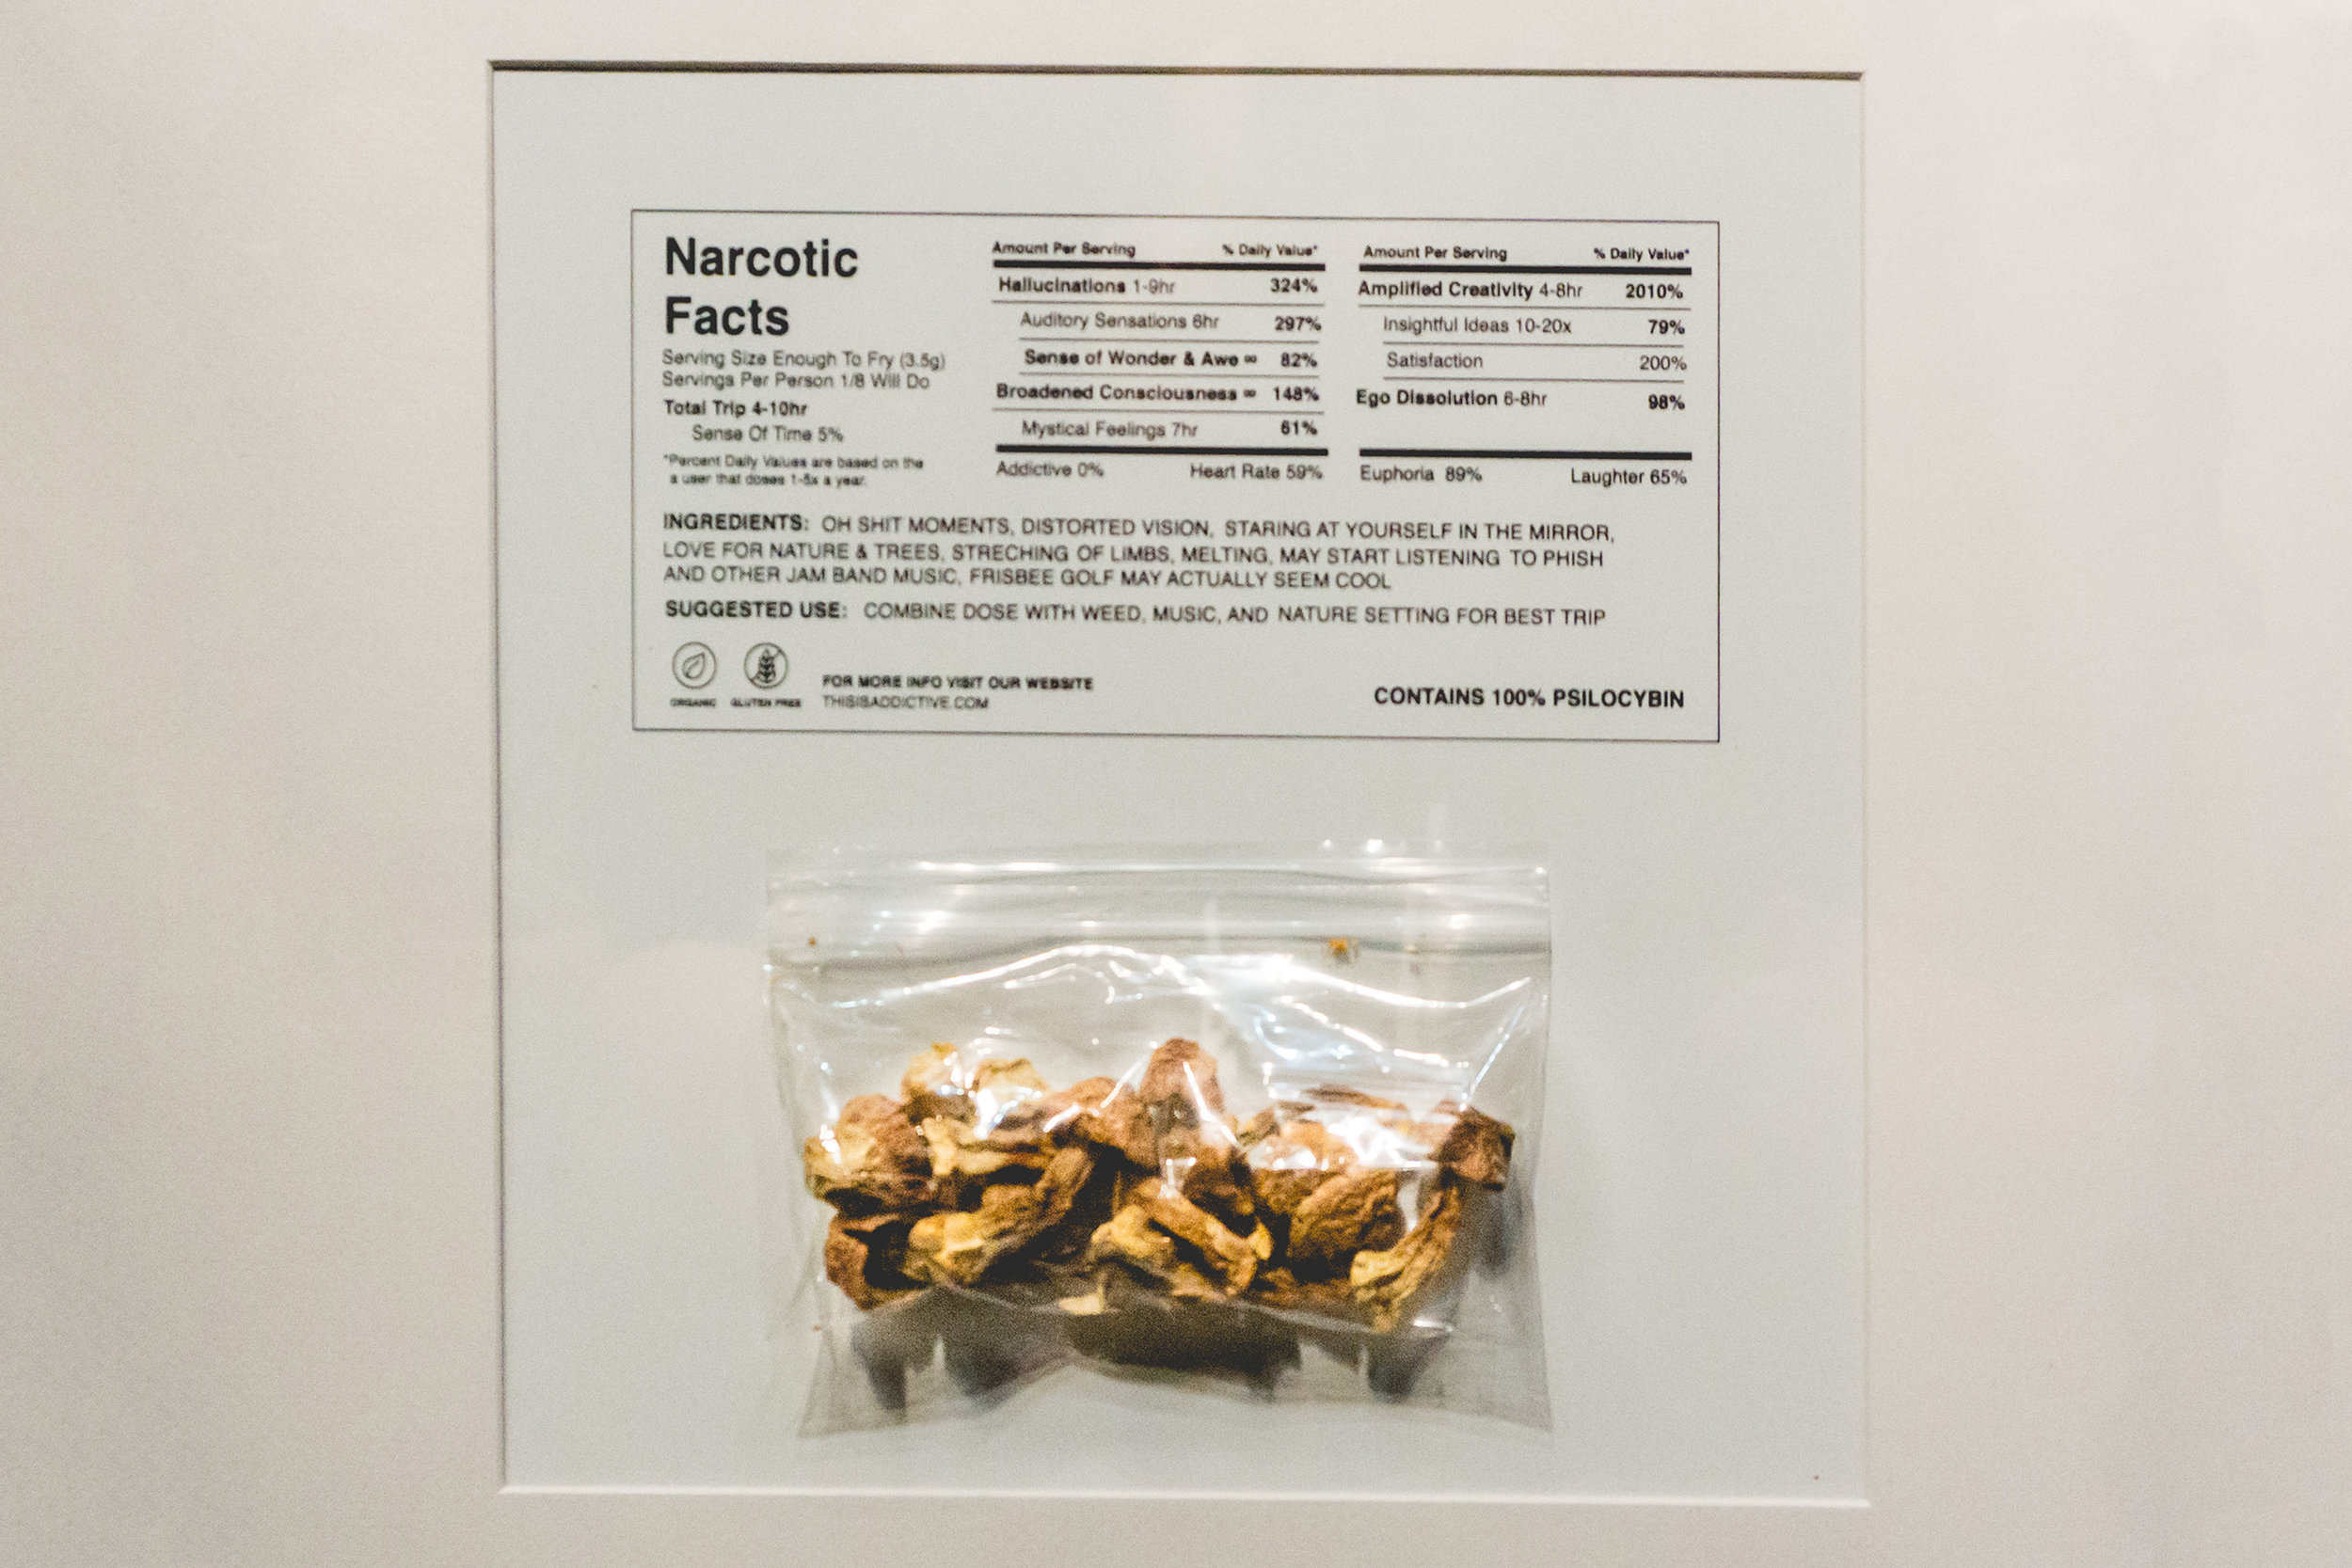 Narcotic
Facts
Serving Size Enough To Fry (3.5g)
Servings Per Person 1/8 Will Do
Total Trip 4-10hr
Sense Of Time 5%
*Percent Daily Values are based on the
a user that doses 1-5x a year.
Amount Per Serving % Daily Value*
Hallucinations 1-9hr 324%
Auditory Sensations 6hr 297%
Sense of Wonder & Awe ∞ 82%
Broadened Consciousness ∞ 148%
Mystical Feelings 7hr 61%
Addictive 0% Heart Rate 59%
Amount Per Serving % Daily Value*
Amplified Creativity 4-8hr 2010%
Insightful Ideas 10-20x 79%
Satisfaction 200%
Ego Dissolution 6-8hr 98%
Euphoria 89% Laughter 65%
INGREDIENTS: OH SHIT MOMENTS, DISTORTED VISION, STARING AT YOURSELF IN THE MIRROR,
LOVE FOR NATURE & TREES, STRECHING OF LIMBS, MELTING, MAY START LISTENING TO PHISH
AND OTHER JAM BAND MUSIC, FRISBEE GOLF MAY ACTUALLY SEEM COOL
SUGGESTED USE: COMBINE DOSE WITH WEED, MUSIC, AND NATURE SETTING FOR BEST TRIP
ORGANIC GLUTEN FREE
FOR MORE INFO VISIT OUR WEBSITE
THISISADDICTIVE.COM
CONTAINS 100% PSILOCYBIN